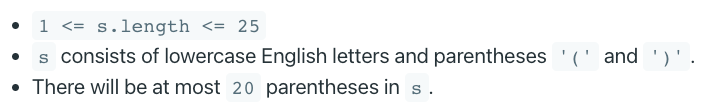 • 1 <= s.length <= 25
• s consists of lowercase English letters and parentheses '(' and ')'.
• There will be at most 20 parentheses in s.